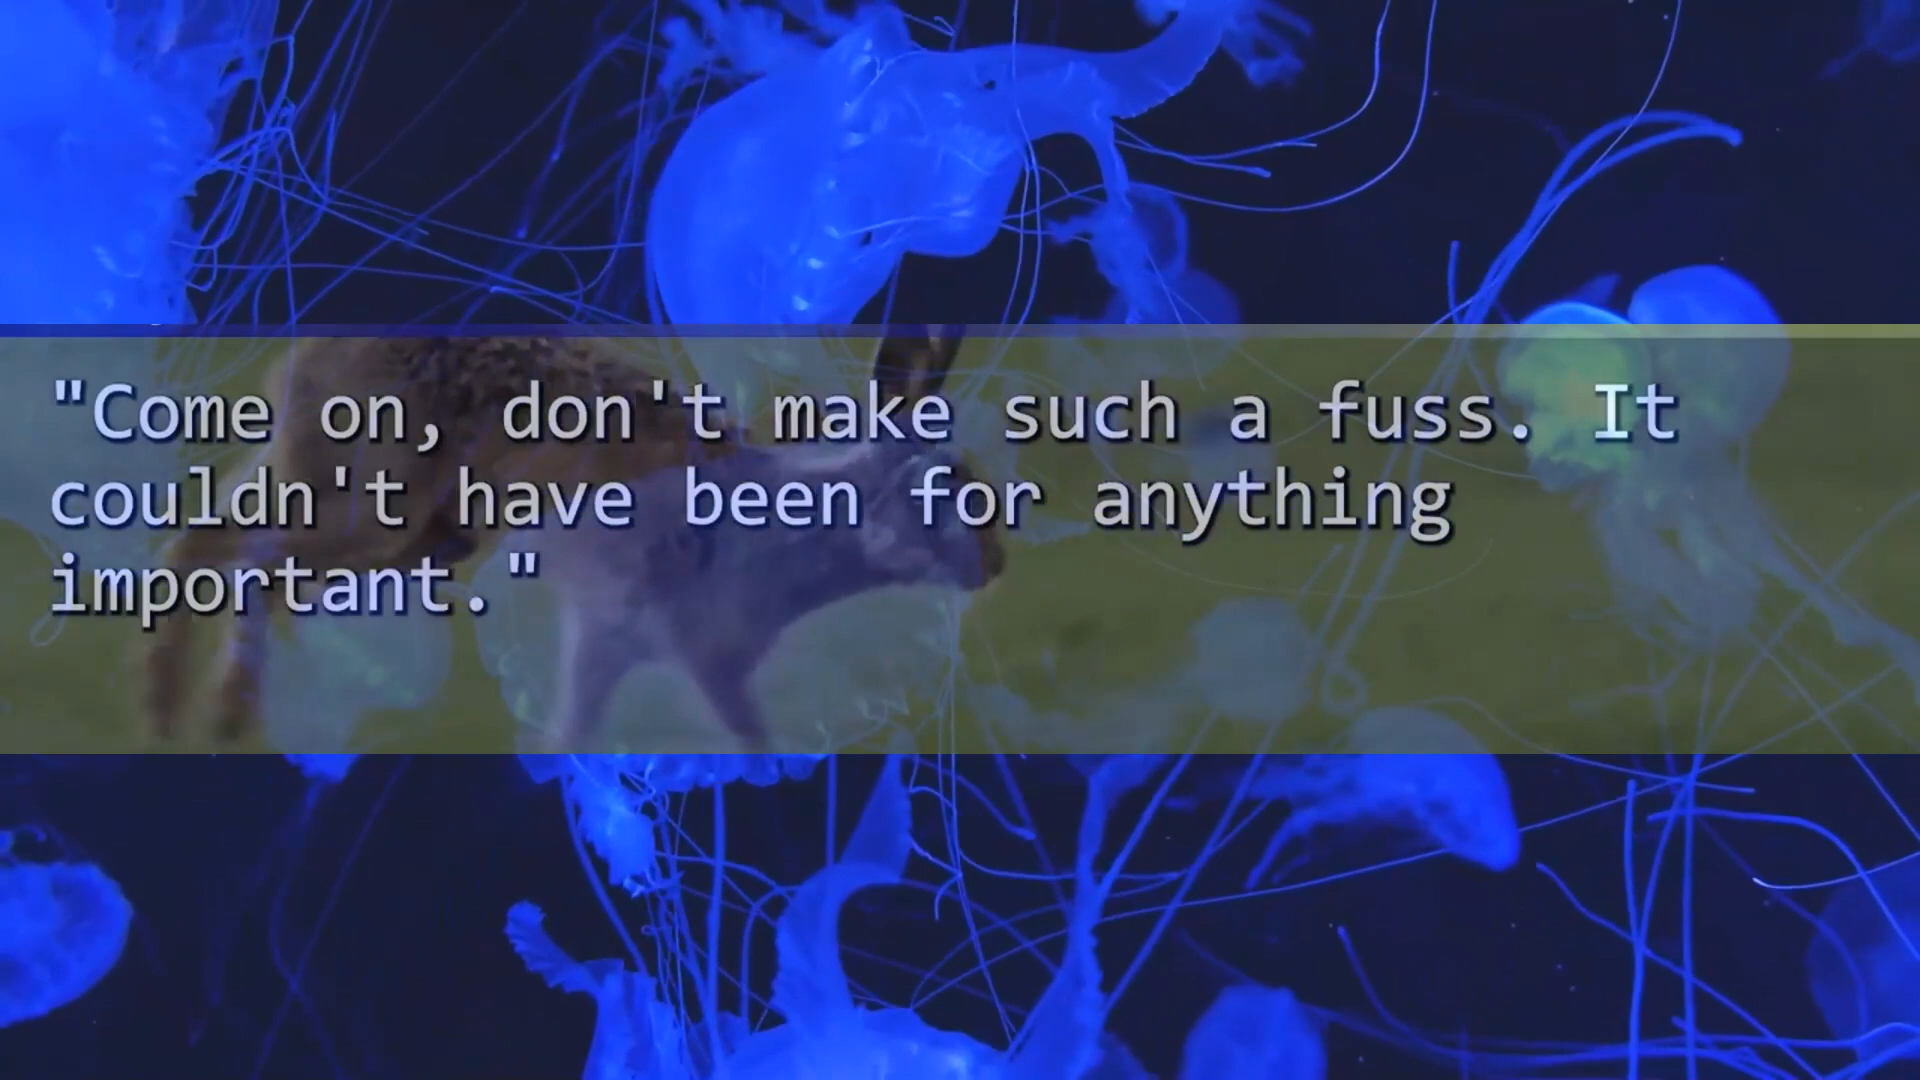 "Come on, don't make such a fuss. It
couldn't have been for anything
important."